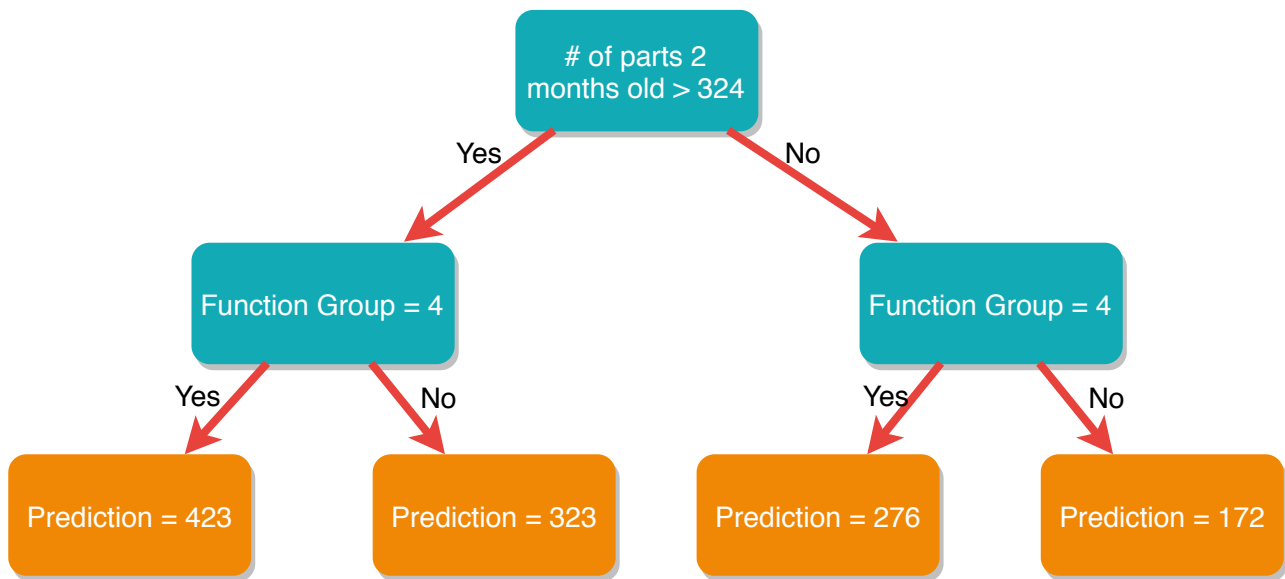 # of parts 2
months old > 324
Yes
No
Function Group = 4
Function Group = 4
Yes
No
Yes
No
Prediction = 423
Prediction = 323
Prediction = 276
Prediction = 172